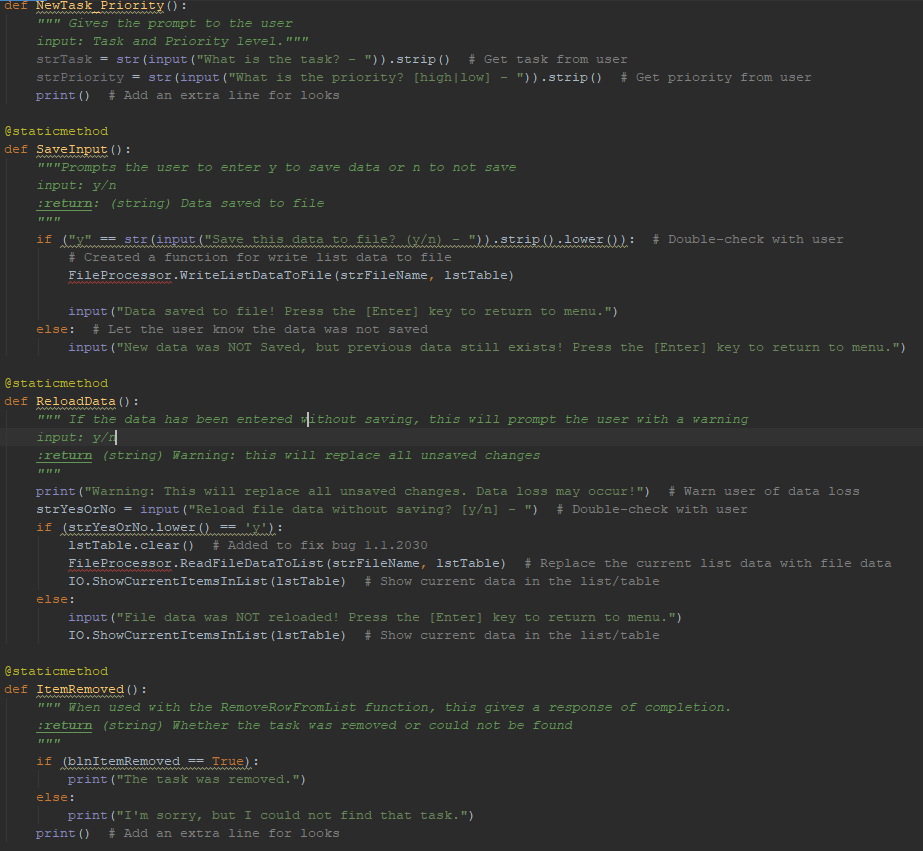 def NewTask_Priority():
    """ Gives the prompt to the user
    input: Task and Priority level."""
    strTask = str(input("What is the task? - ")).strip()  # Get task from user
    strPriority = str(input("What is the priority? [high|low] - ")).strip()  # Get priority from user
    print()  # Add an extra line for looks

@staticmethod
def SaveInput():
    """Prompts the user to enter y to save data or n to not save
    input: y/n
    :return: (string) Data saved to file
    """
    if ("y" == str(input("Save this data to file? (y/n) - ")).strip().lower()):  # Double-check with user
        # Created a function for write list data to file
        FileProcessor.WriteListDataToFile(strFileName, lstTable)

        input("Data saved to file! Press the [Enter] key to return to menu.")
    else:  # Let the user know the data was not saved
        input("New data was NOT Saved, but previous data still exists! Press the [Enter] key to return to menu.")

@staticmethod
def ReloadData():
    """ If the data has been entered without saving, this will prompt the user with a warning
    input: y/n
    :return (string) Warning: this will replace all unsaved changes
    """
    print("Warning: This will replace all unsaved changes. Data loss may occur!")  # Warn user of data loss
    strYesOrNo = input("Reload file data without saving? [y/n] - ")  # Double-check with user
    if (strYesOrNo.lower() == 'y'):
        lstTable.clear()  # Added to fix bug 1.1.2030
        FileProcessor.ReadFileDataToList(strFileName, lstTable)  # Replace the current list data with file data
        IO.ShowCurrentItemsInList(lstTable)  # Show current data in the list/table
    else:
        input("File data was NOT reloaded! Press the [Enter] key to return to menu.")
        IO.ShowCurrentItemsInList(lstTable)  # Show current data in the list/table

@staticmethod
def ItemRemoved():
    """ When used with the RemoveRowFromList function, this gives a response of completion.
    :return (string) Whether the task was removed or could not be found
    """
    if (blnItemRemoved == True):
        print("The task was removed.")
    else:
        print("I'm sorry, but I could not find that task.")
    print()  # Add an extra line for looks